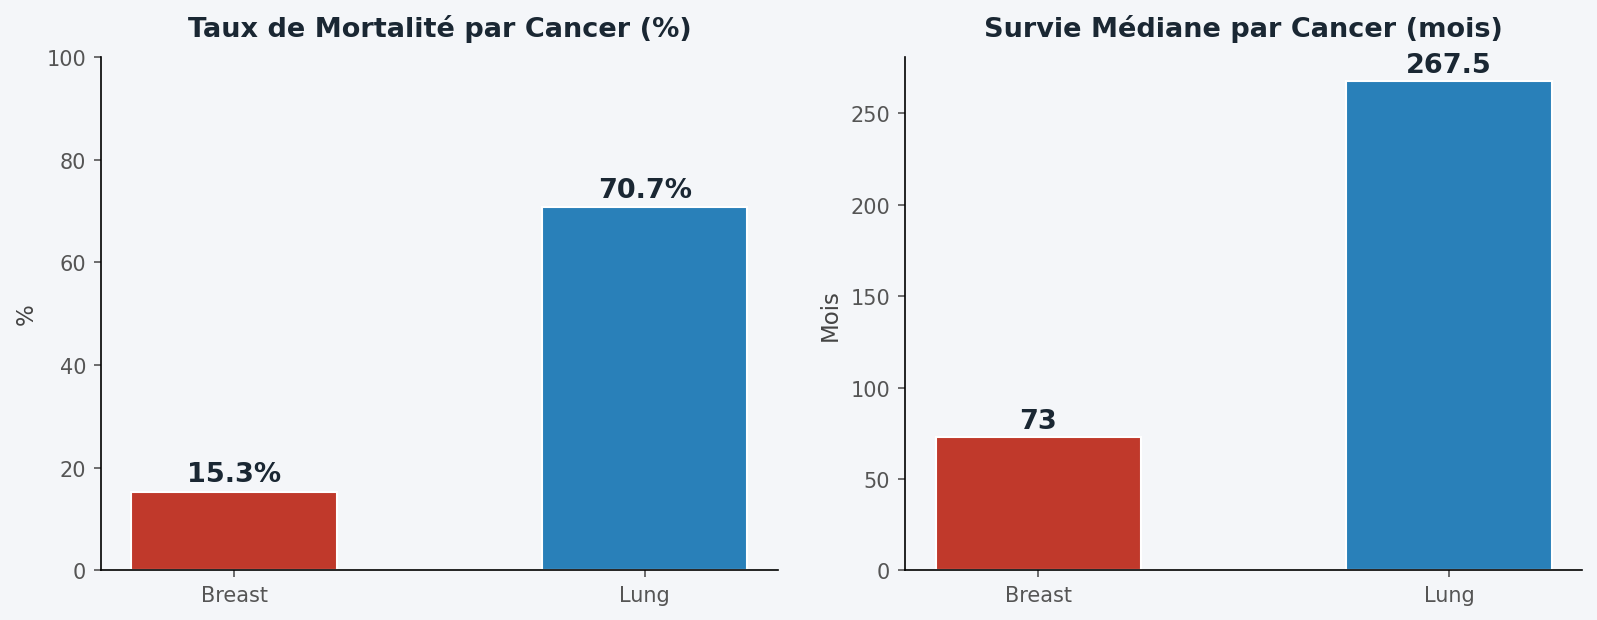 Taux de Mortalité par Cancer (%)
100
80
60
40
20
0
%
15.3%
70.7%
Breast
Lung
Survie Médiane par Cancer (mois)
250
200
150
100
50
0
Mois
73
267.5
Breast
Lung